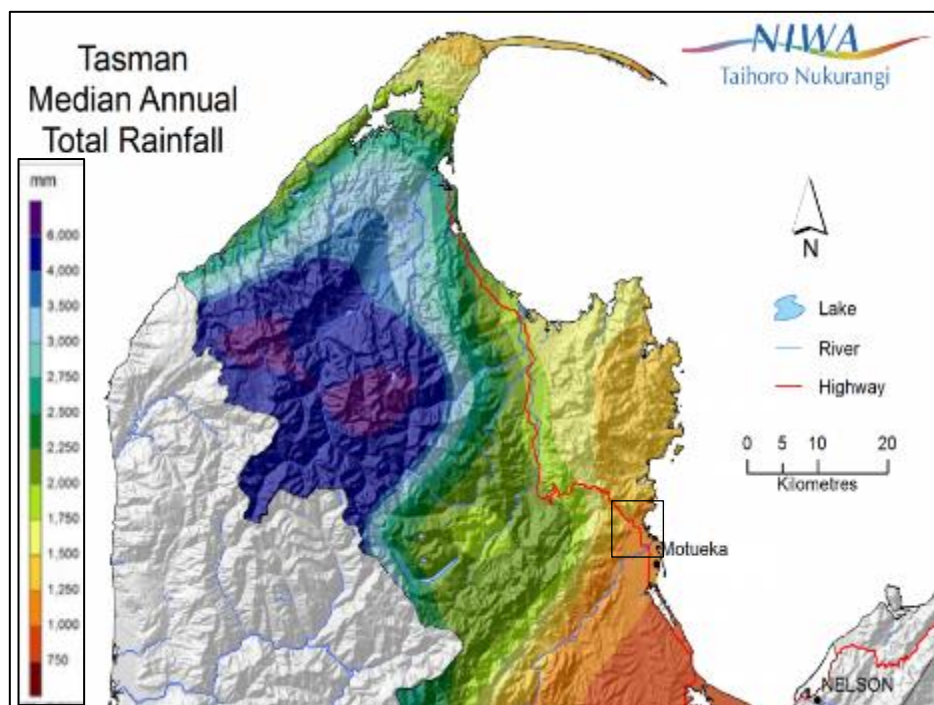 Tasman
Median Annual
Total Rainfall
NIWA
Taihoro Nukurangi
mm
6,000
4,000
3,500
3,000
2,750
2,500
2,250
2,000
1,750
1,500
1,250
1,000
750
N
Lake
River
Highway
0 5 10 20
Kilometres
Motueka
NELSON